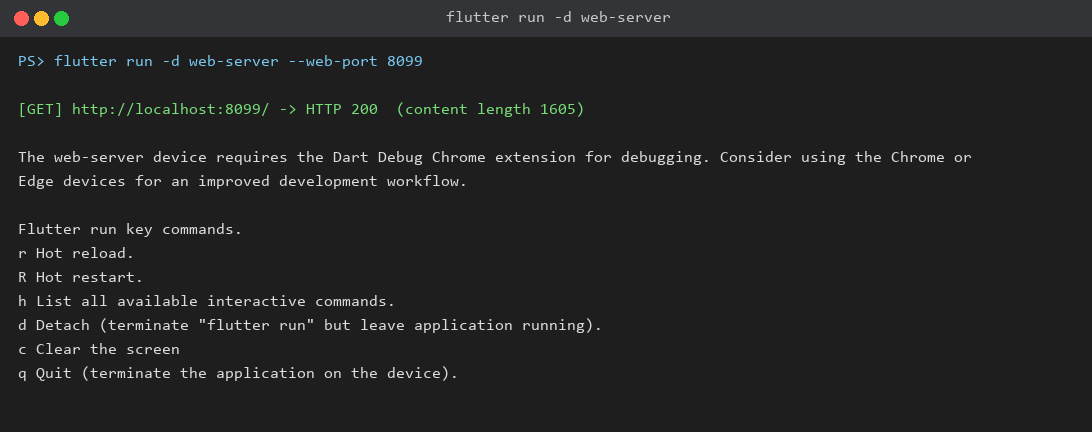 flutter run -d web-server
PS> flutter run -d web-server --web-port 8099
[GET] http://localhost:8099/ -> HTTP 200  (content length 1605)
The web-server device requires the Dart Debug Chrome extension for debugging. Consider using the Chrome or
Edge devices for an improved development workflow.
Flutter run key commands.
r Hot reload.
R Hot restart.
h List all available interactive commands.
d Detach (terminate "flutter run" but leave application running).
c Clear the screen
q Quit (terminate the application on the device).